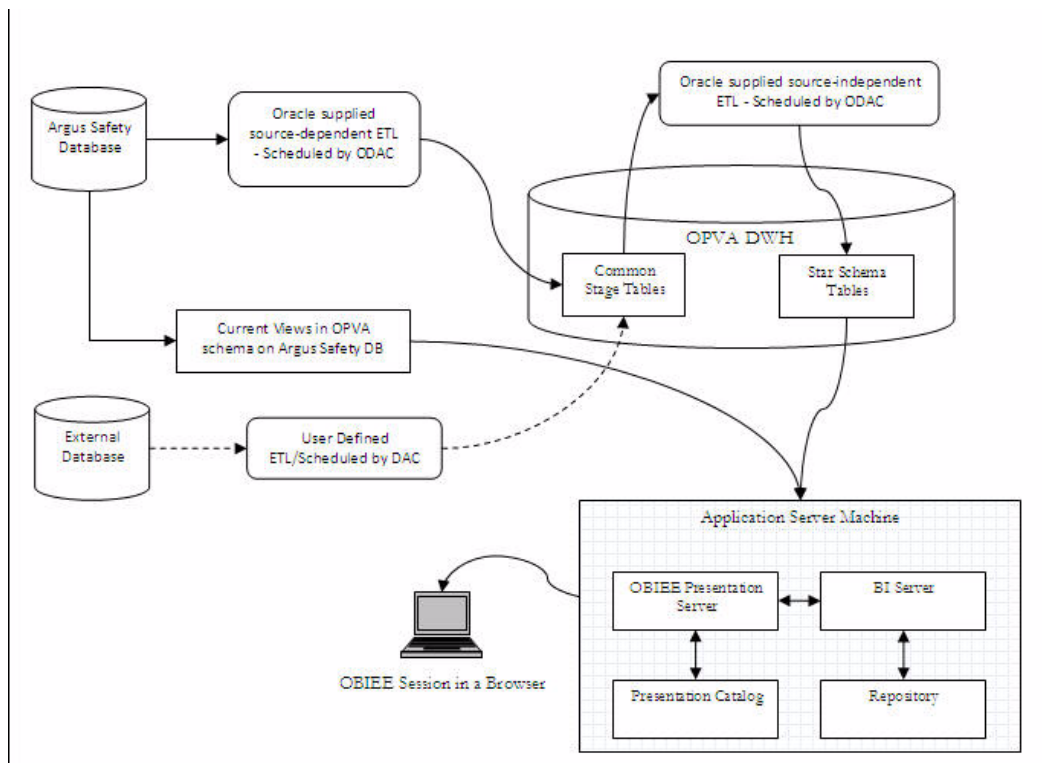 Argus Safety
Database
Oracle supplied
source-dependent ETL
- Scheduled by ODAC
Oracle supplied source-independent
ETL - Scheduled by ODAC
OPVA DWH
Common
Stage Tables
Star Schema
Tables
Current Views in OPVA
schema on Argus Safety DB
External
Database
User Defined
ETL/Scheduled by DAC
Application Server Machine
OBIEE Presentation
Server
BI Server
Presentation Catalog
Repository
OBIEE Session in a Browser